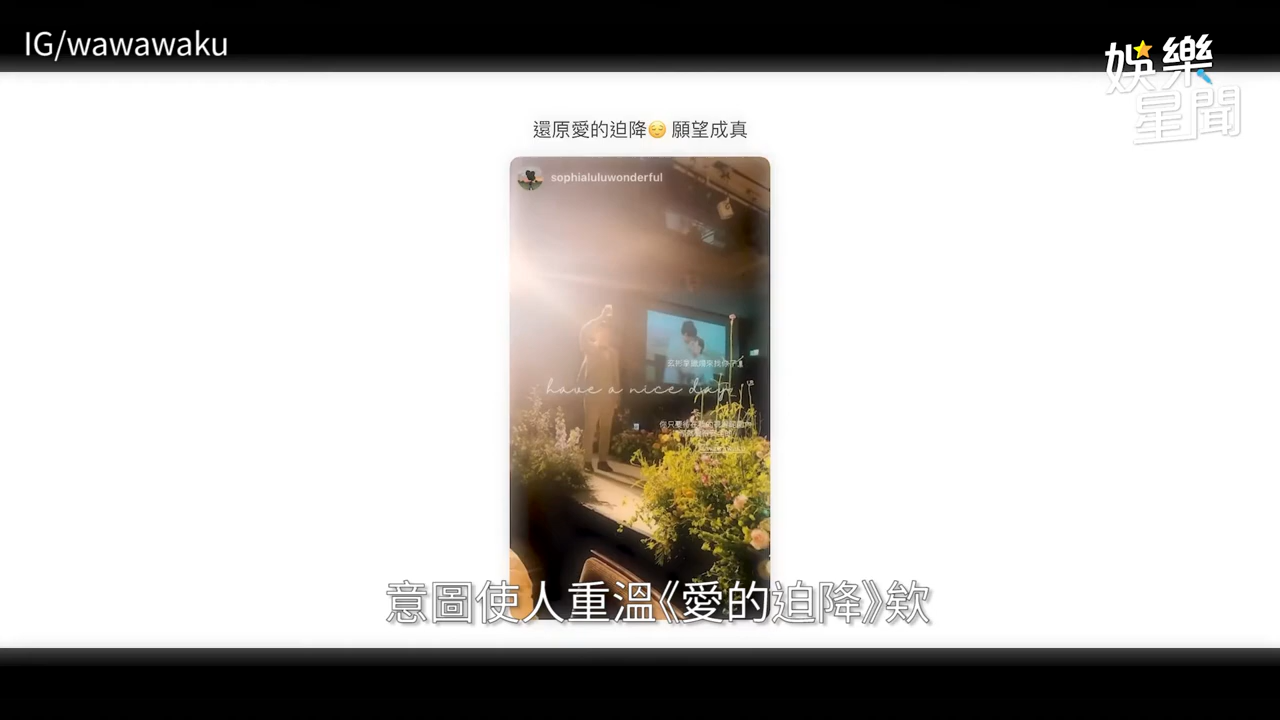 IG/wawawaku
娛樂
星聞
還原愛的迫降😌 願望成真
sophialuluwonderful
have a nice day
意圖使人重溫《愛的迫降》欸